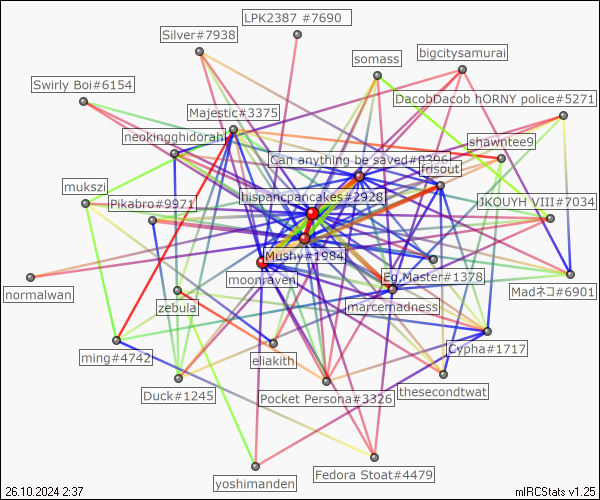 LPK2387 #7690
Silver#7938
bigcitysamurai
somass
Swirly Boi#6154
DacobDacob hORNY police#5271
Majestic#3375
neokingghidorah
shawntee9
Can anything be saved#0396
frisout
mukszi
hispancpancakes#2928
Pikabro#9971
JKOUYH VIII#7034
Mushy#1984
moonraven
Eg,Master#1378
Madネコ#6901
normalwan
zebula
marcemadness
ming#4742
eliakith
Cypha#1717
Duck#1245
Pocket Persona#3326
thesecondtwat
Fedora Stoat#4479
yoshimanden
26.10.2024 2:37
mIRCStats v1.25